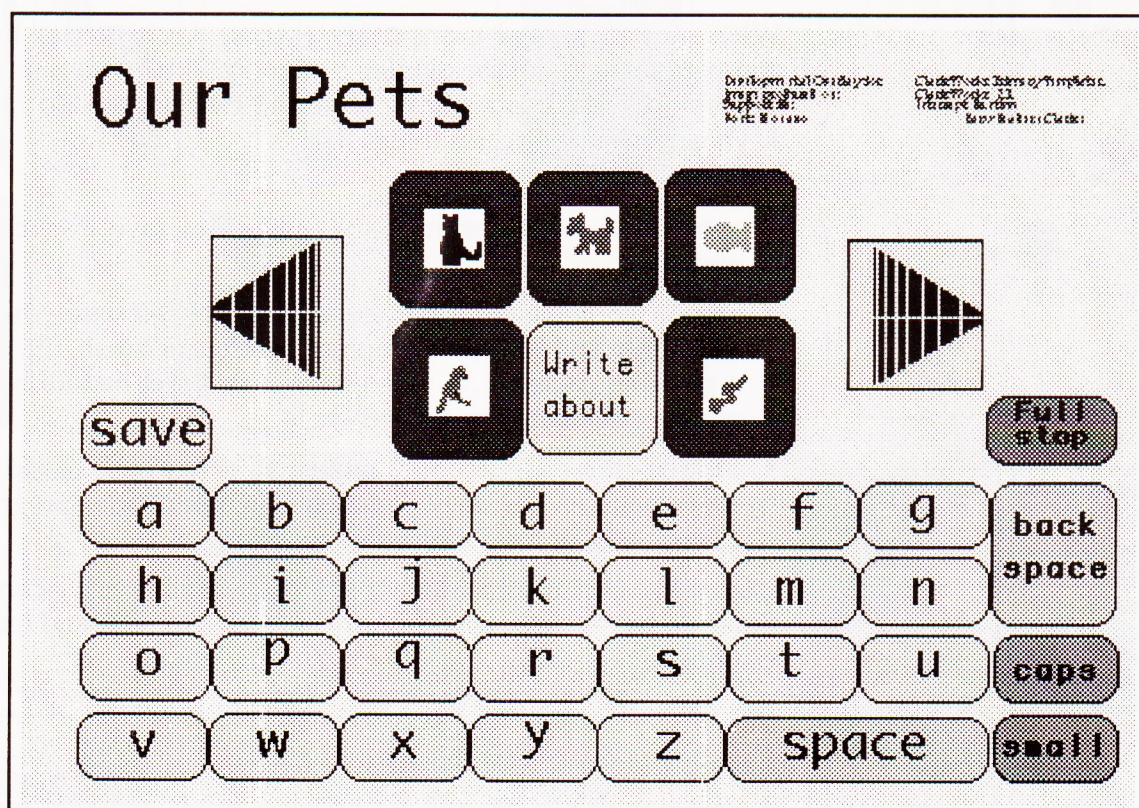 Our Pets
Write
about
save
Full
stop
a b c d e f g
back
space
h i j k l m n
o p q r s t u
caps
v w x y z space
small